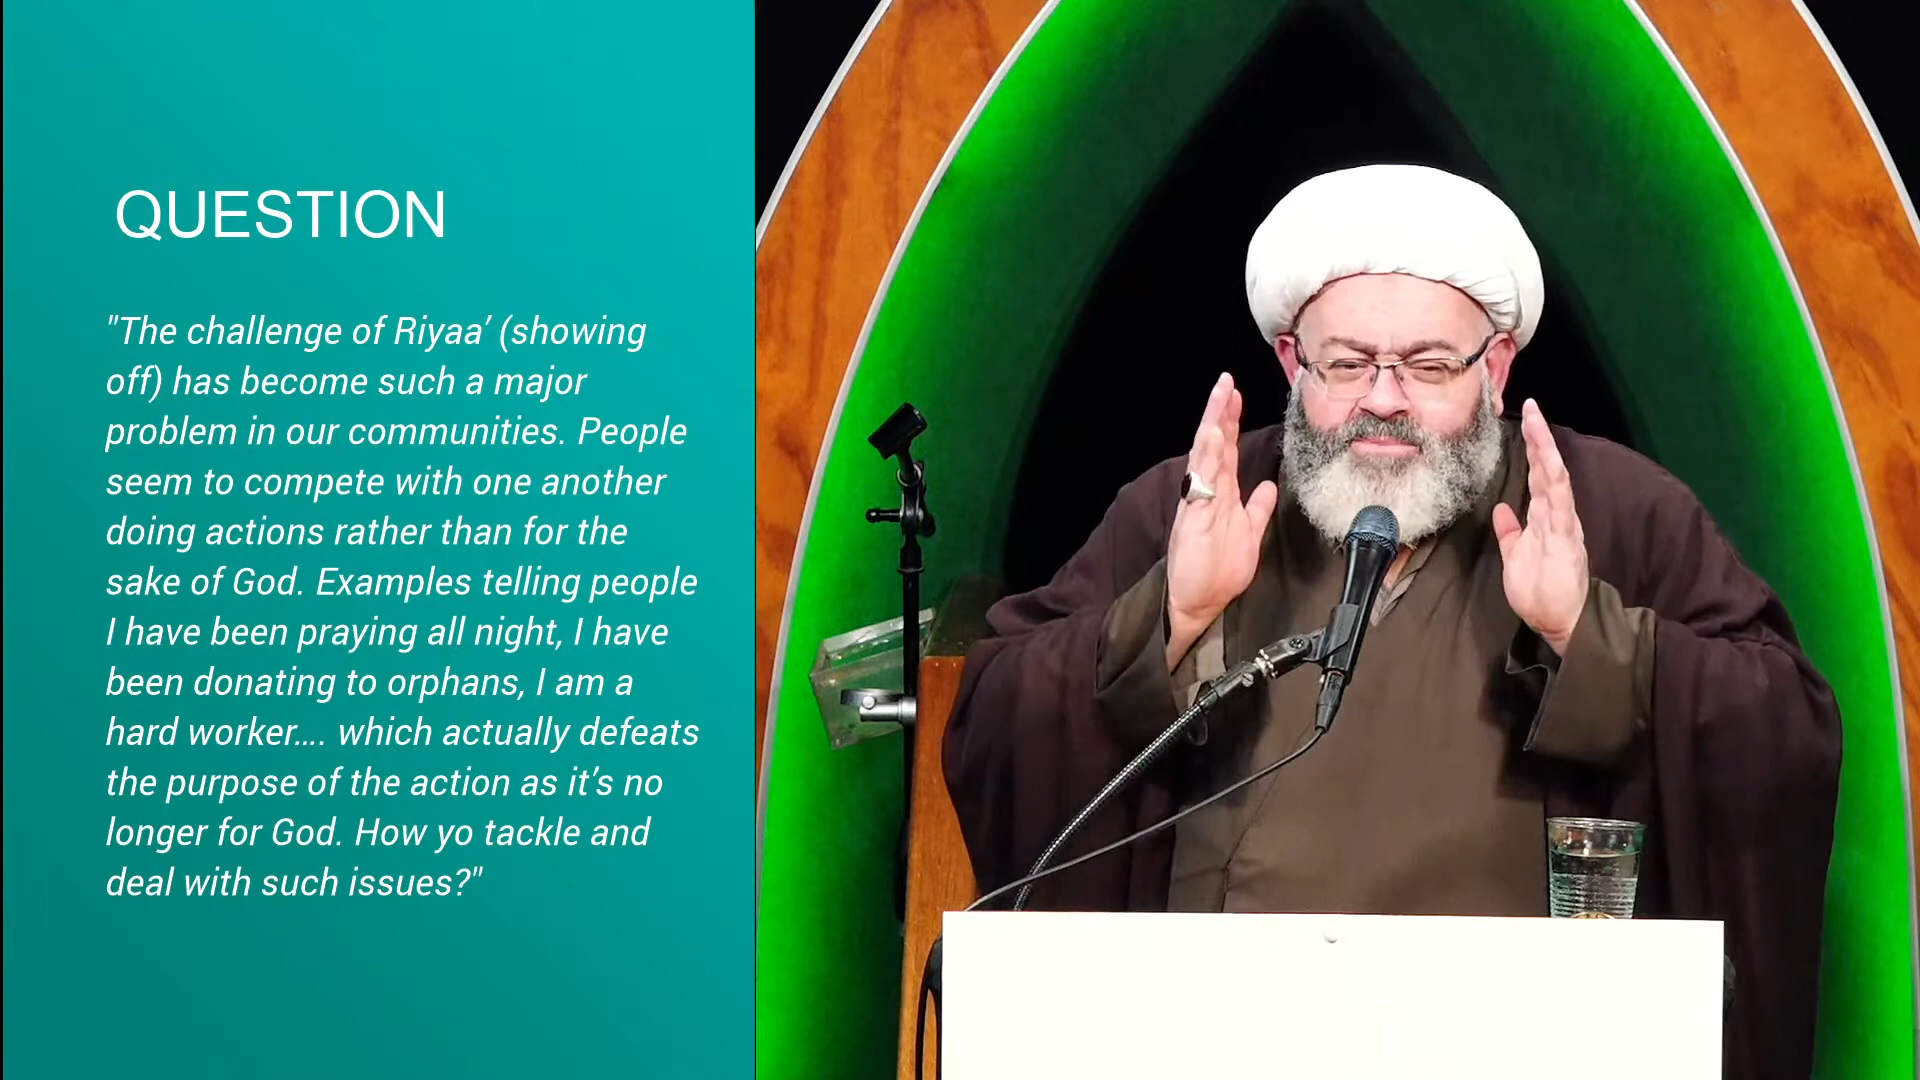 QUESTION
"The challenge of Riyaa’ (showing
off) has become such a major
problem in our communities. People
seem to compete with one another
doing actions rather than for the
sake of God. Examples telling people
I have been praying all night, I have
been donating to orphans, I am a
hard worker.... which actually defeats
the purpose of the action as it’s no
longer for God. How yo tackle and
deal with such issues?"